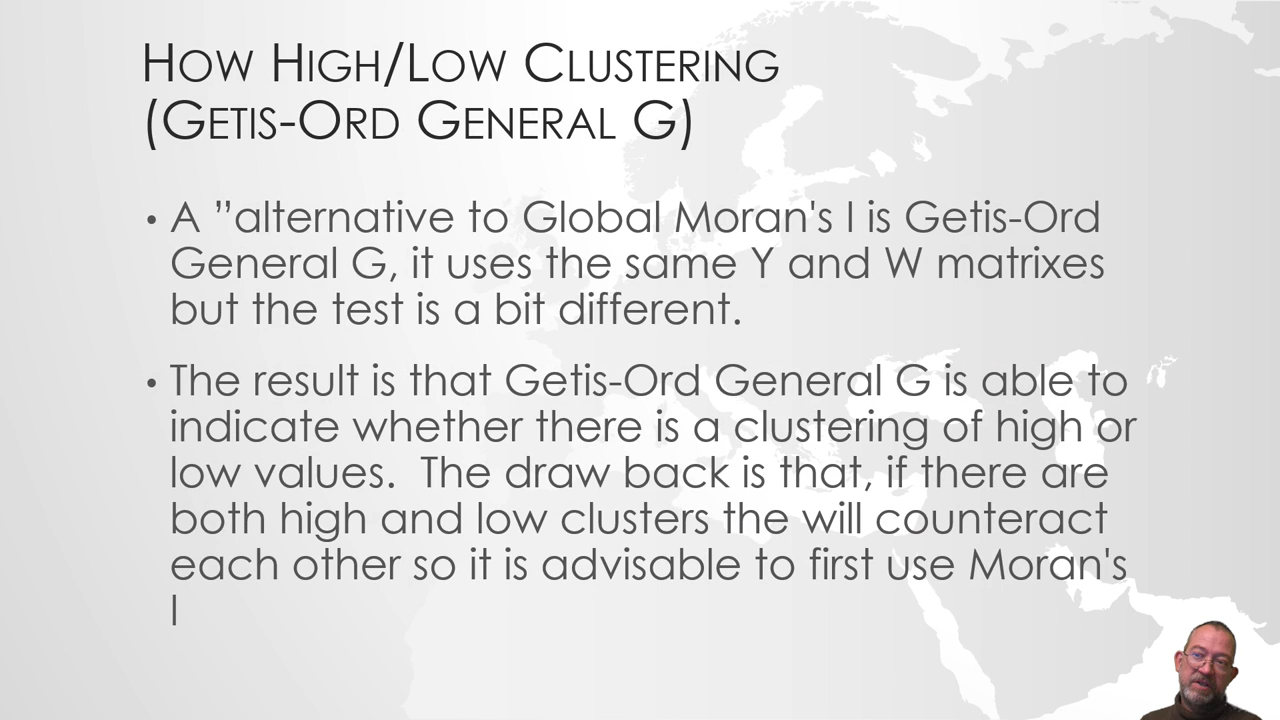 How High/Low Clustering
(Getis-Ord General G)
• A ”alternative to Global Moran's I is Getis-Ord
General G, it uses the same Y and W matrixes
but the test is a bit different.
• The result is that Getis-Ord General G is able to
indicate whether there is a clustering of high or
low values.  The draw back is that, if there are
both high and low clusters the will counteract
each other so it is advisable to first use Moran's
I